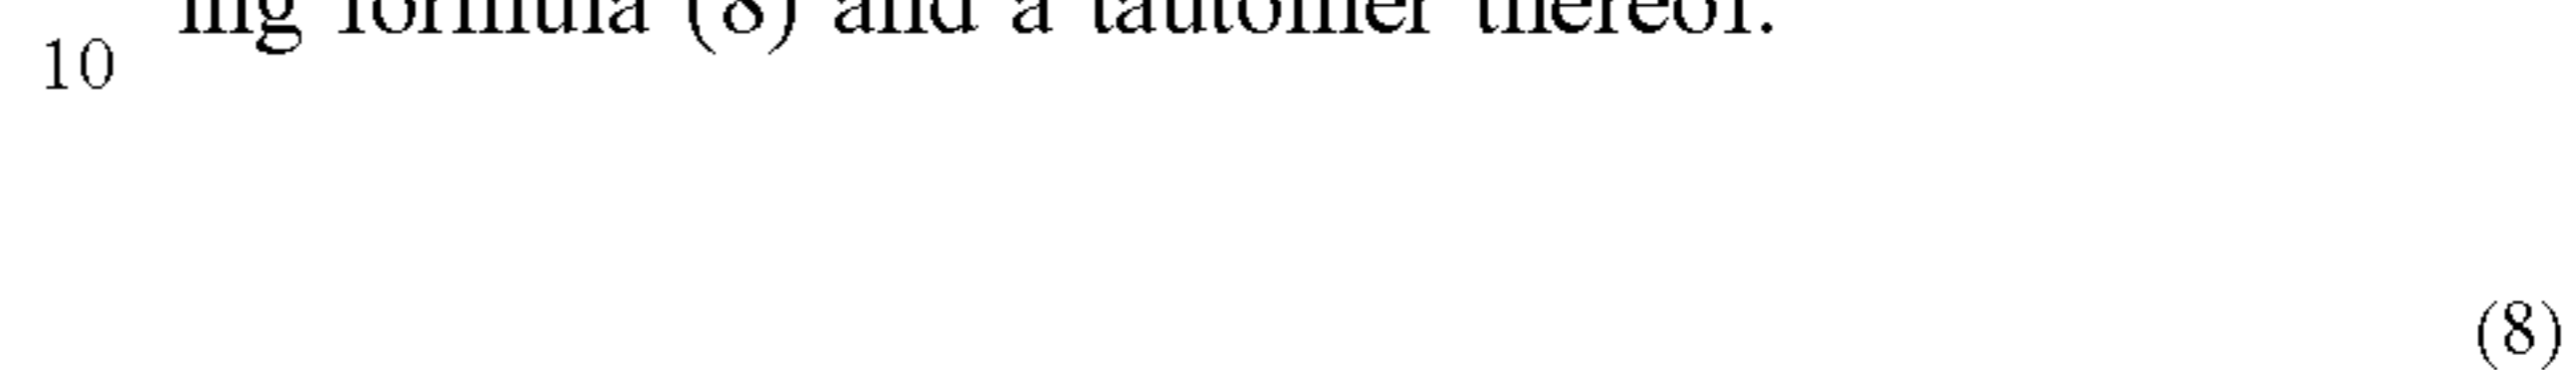 ing formula (8) and a tautomer thereof.
10
(8)